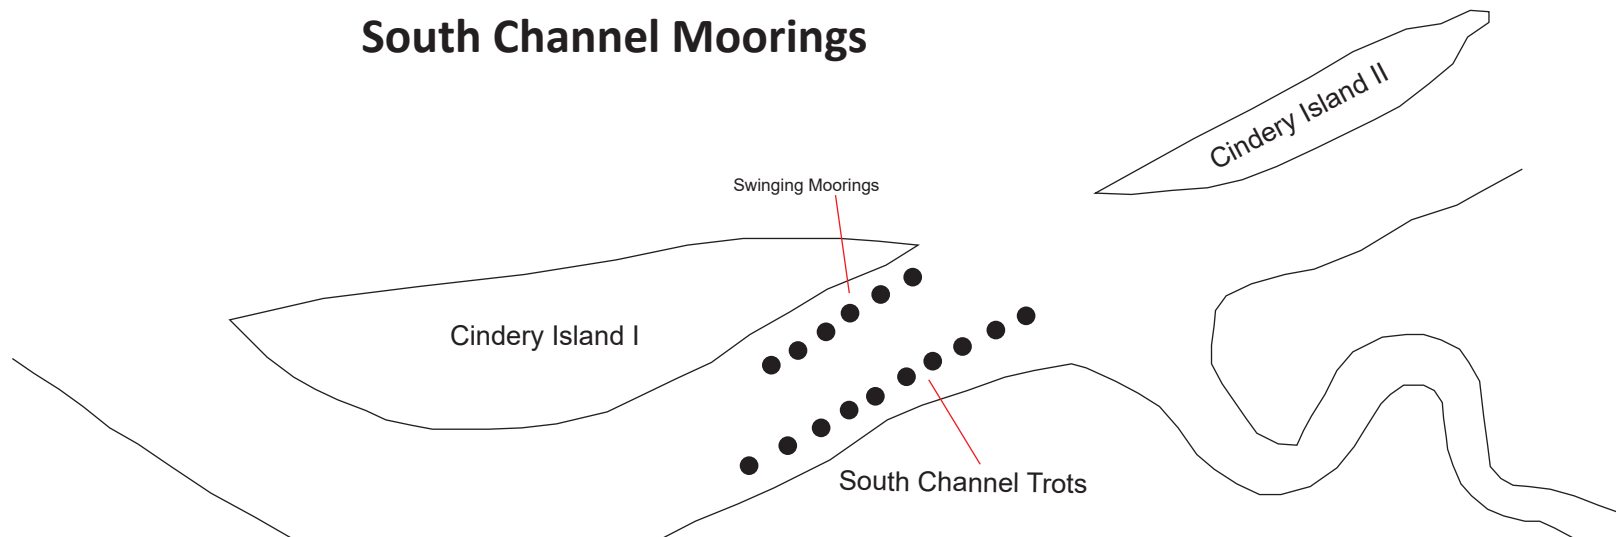 South Channel Moorings
Cindery Island II
Swinging Moorings
Cindery Island I
South Channel Trots